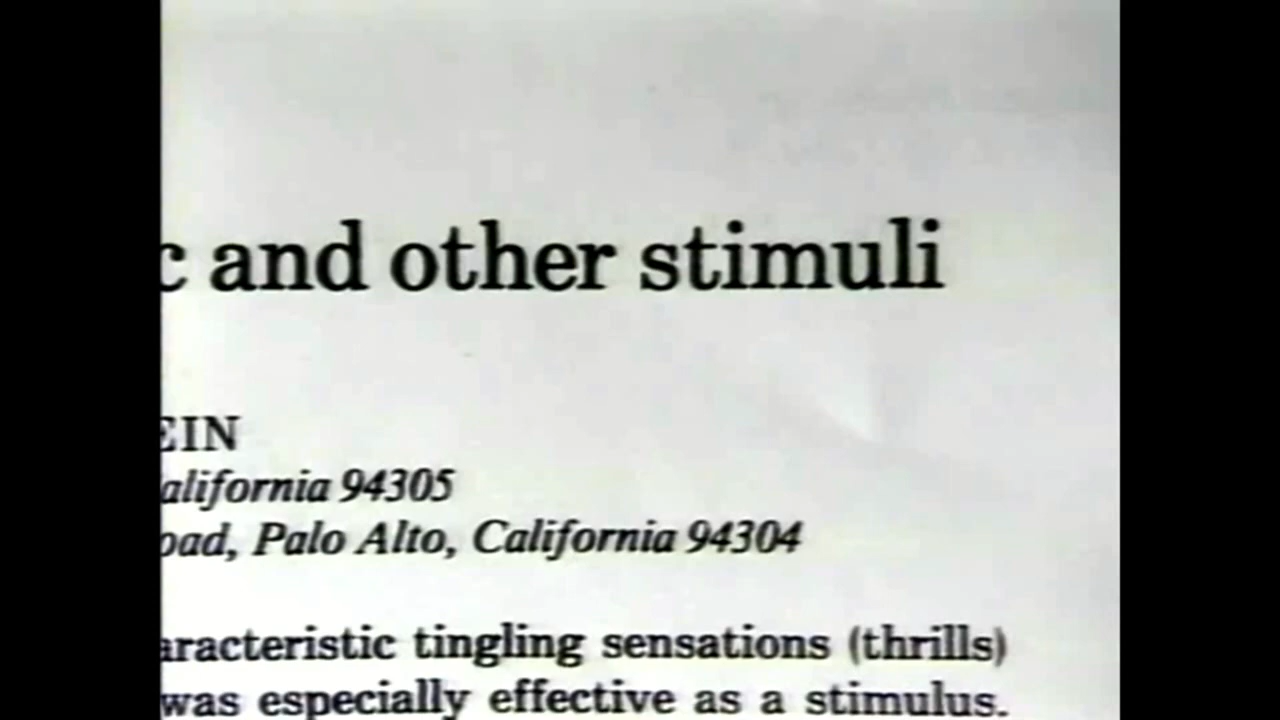 c and other stimuli
EIN
alifornia 94305
oad, Palo Alto, California 94304
aracteristic tingling sensations (thrills)
was especially effective as a stimulus.